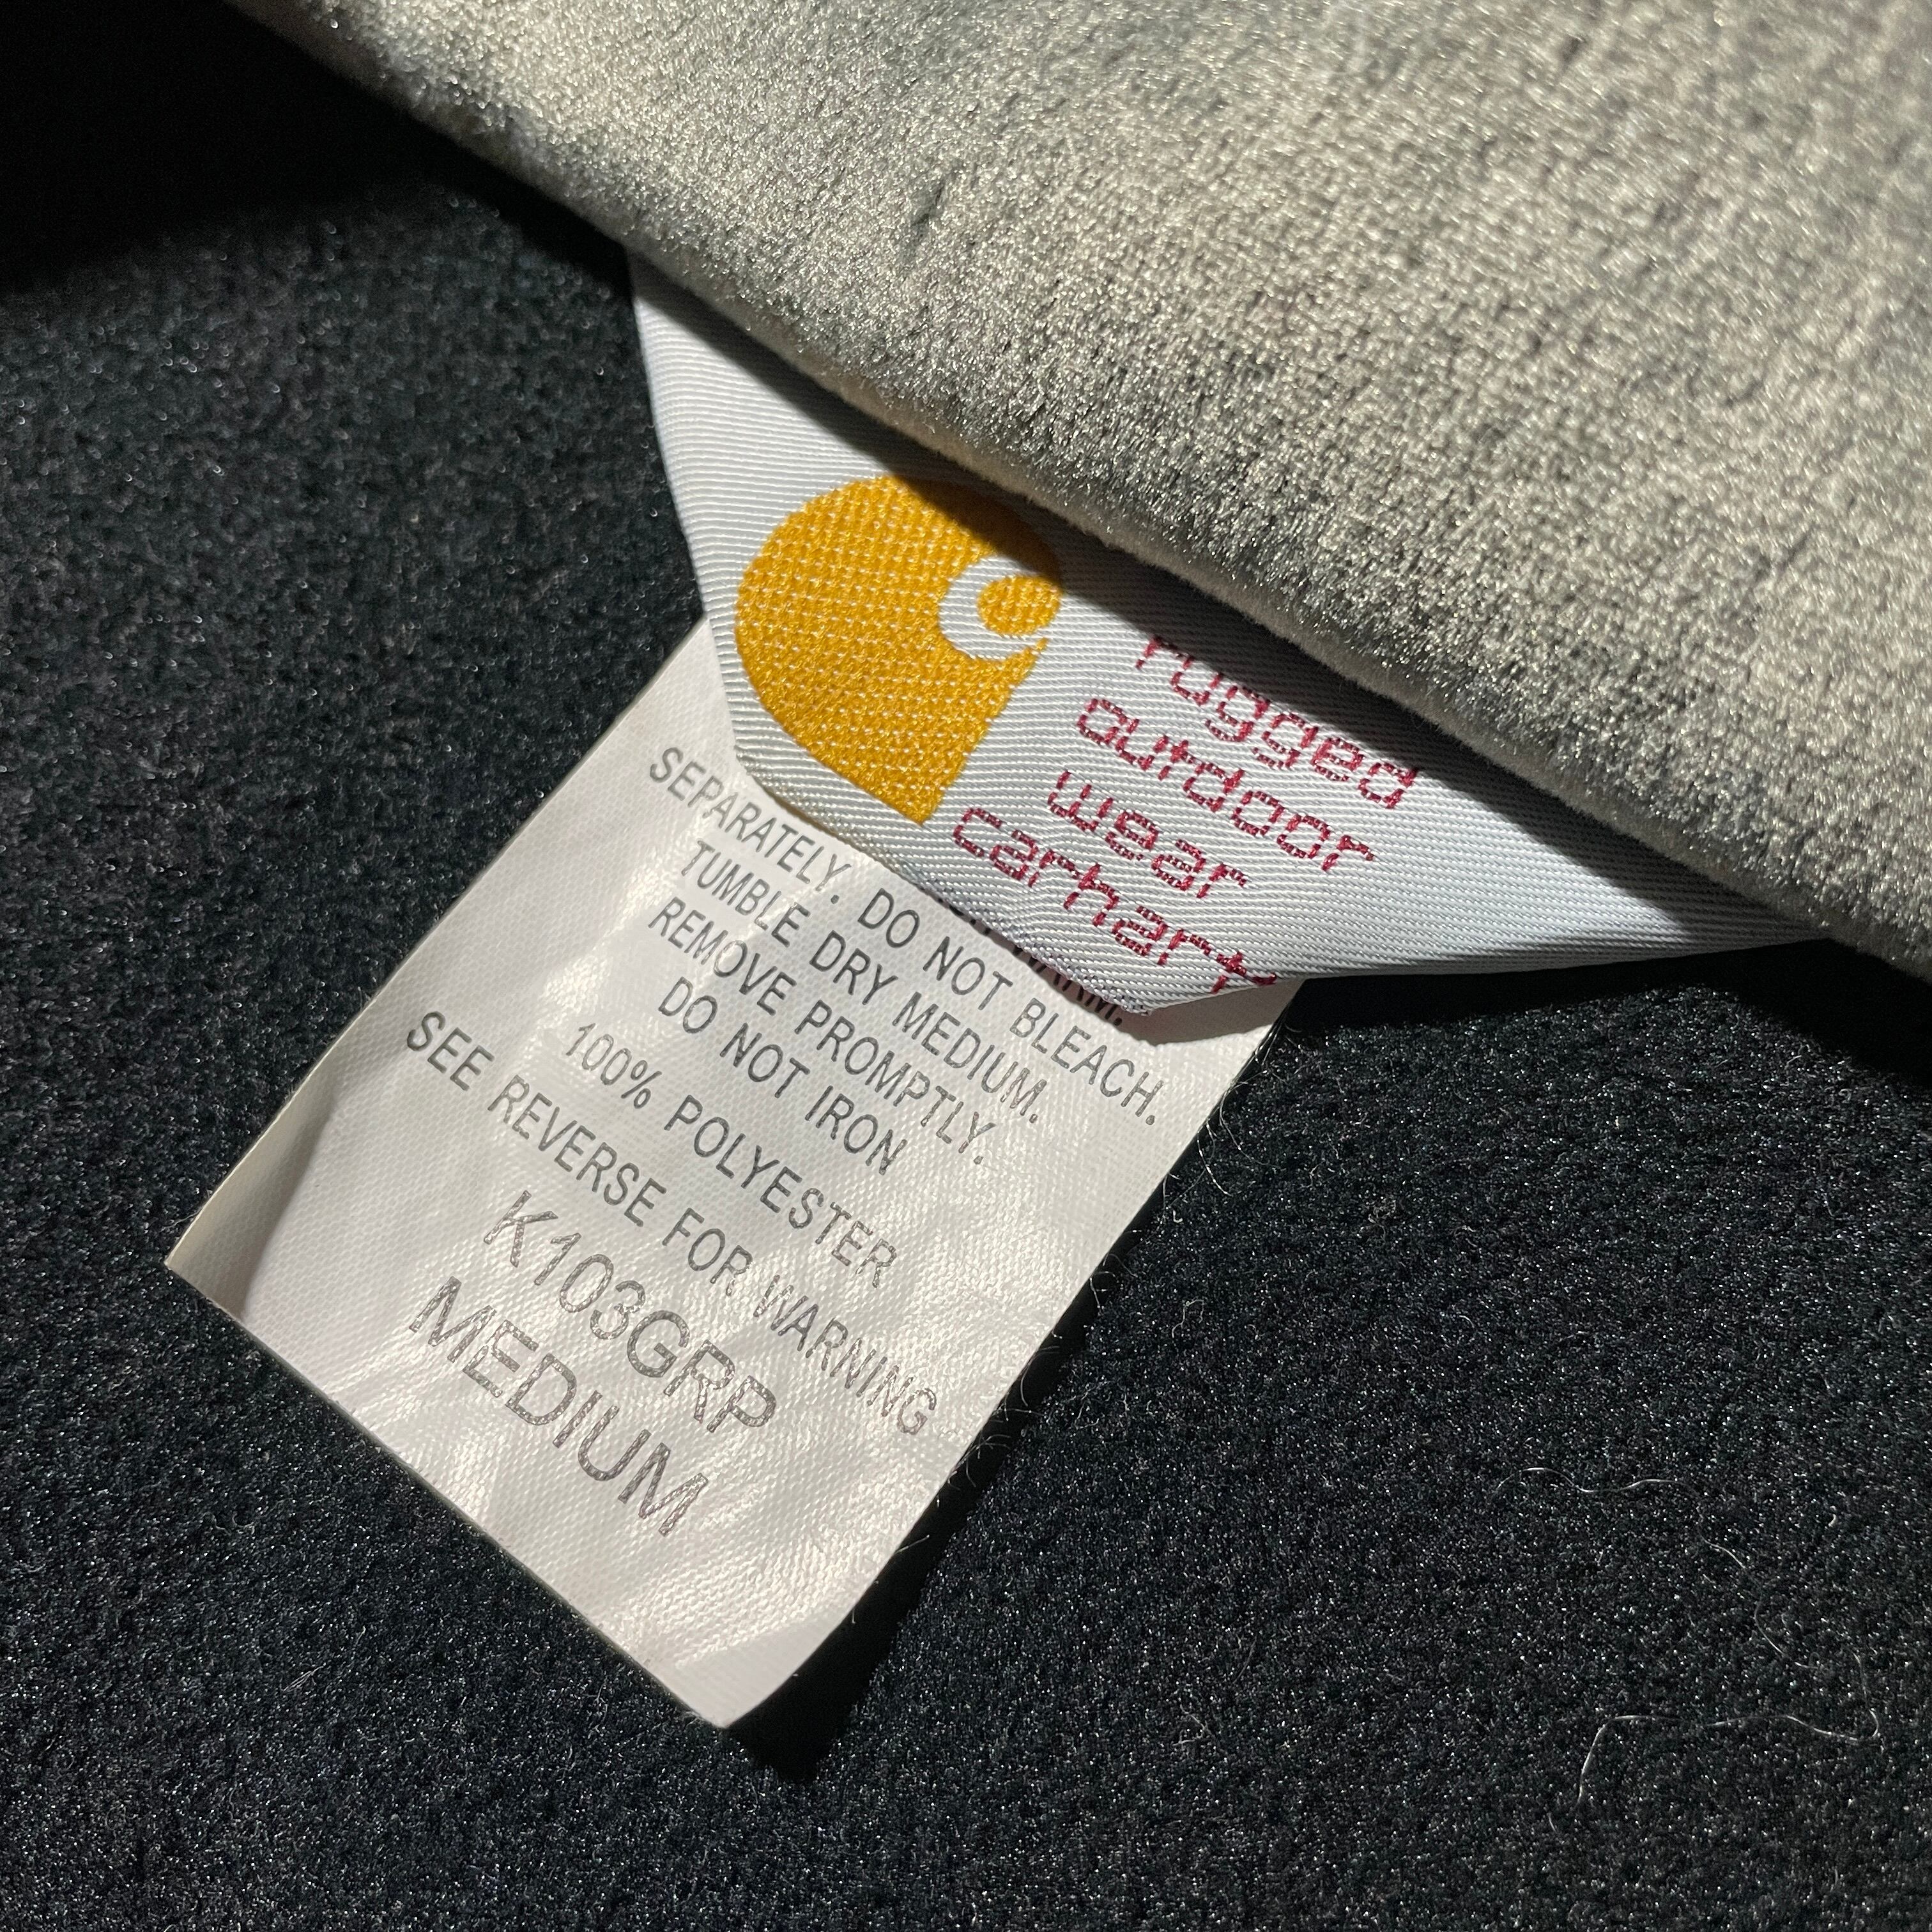 rugged
outdoor
wear
carhartt
WARM.
SEPARATELY. DO NOT BLEACH.
TUMBLE DRY MEDIUM.
REMOVE PROMPTLY.
DO NOT IRON
100% POLYESTER
SEE REVERSE FOR WARNING
K103GRP
MEDIUM